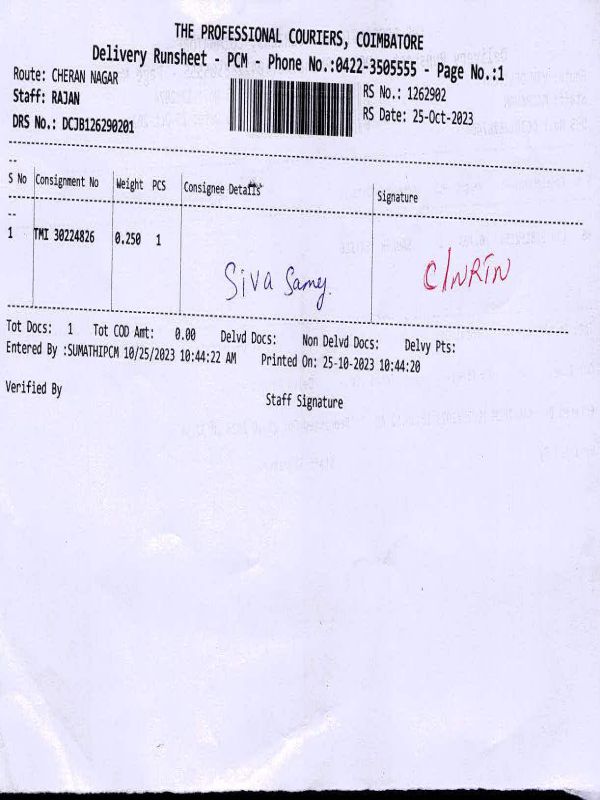 THE PROFESSIONAL COURIERS, COIMBATORE
Delivery Runsheet - PCM - Phone No.:0422-3505555 - Page No.:1
Route: CHERAN NAGAR
RS No.: 1262902
Staff: RAJAN
RS Date: 25-Oct-2023
DRS No.: DCJB126290201
--
S No Consignment No Weight PCS Consignee Details Signature
--
1 TMI 30224826 0.250 1 Siva Samy. C/NRIN
Tot Docs: 1 Tot COD Amt: 0.00 Delvd Docs: Non Delvd Docs: Delvy Pts:
Entered By :SUMATHIPCM 10/25/2023 10:44:22 AM Printed On: 25-10-2023 10:44:20
Verified By Staff Signature